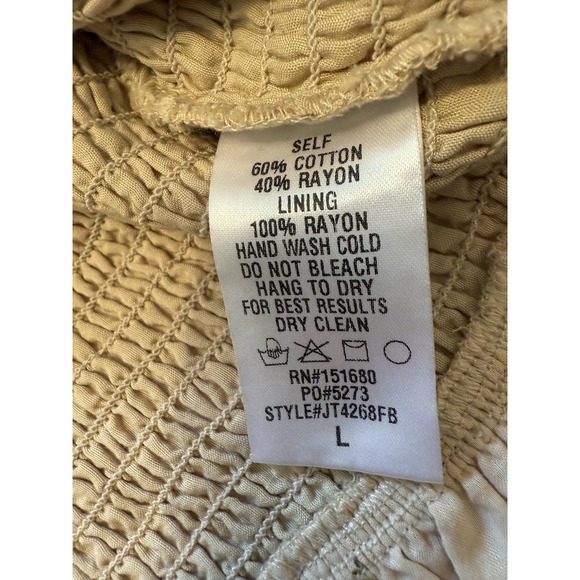 SELF
60% COTTON
40% RAYON
LINING
100% RAYON
HAND WASH COLD
DO NOT BLEACH
HANG TO DRY
FOR BEST RESULTS
DRY CLEAN
RN#151680
PO#5273
STYLE#JT4268FB
L